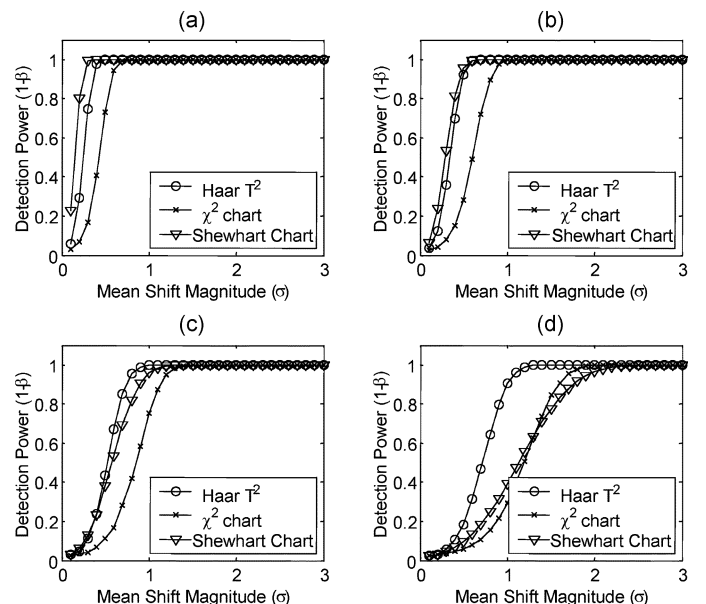 (a)
Detection Power (1-β)
1
0.8
0.6
0.4
0.2
0
Haar T²
χ² chart
Shewhart Chart
0 1 2 3
Mean Shift Magnitude (σ)
(b)
Detection Power (1-β)
1
0.8
0.6
0.4
0.2
0
Haar T²
χ² chart
Shewhart Chart
0 1 2 3
Mean Shift Magnitude (σ)
(c)
Detection Power (1-β)
1
0.8
0.6
0.4
0.2
0
Haar T²
χ² chart
Shewhart Chart
0 1 2 3
Mean Shift Magnitude (σ)
(d)
Detection Power (1-β)
1
0.8
0.6
0.4
0.2
0
Haar T²
χ² chart
Shewhart Chart
0 1 2 3
Mean Shift Magnitude (σ)